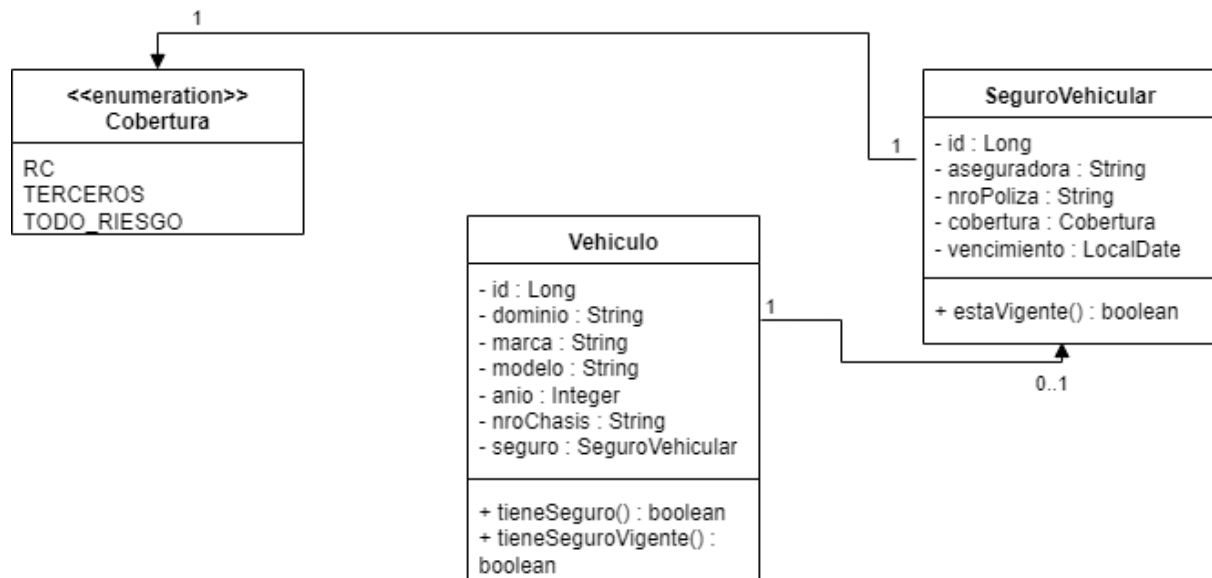 1
<<enumeration>>
Cobertura
RC
TERCEROS
TODO_RIESGO
SeguroVehicular
- id : Long
- aseguradora : String
- nroPoliza : String
- cobertura : Cobertura
- vencimiento : LocalDate
+ estaVigente() : boolean
1
Vehiculo
- id : Long
- dominio : String
- marca : String
- modelo : String
- anio : Integer
- nroChasis : String
- seguro : SeguroVehicular
+ tieneSeguro() : boolean
+ tieneSeguroVigente() :
boolean
1
0..1